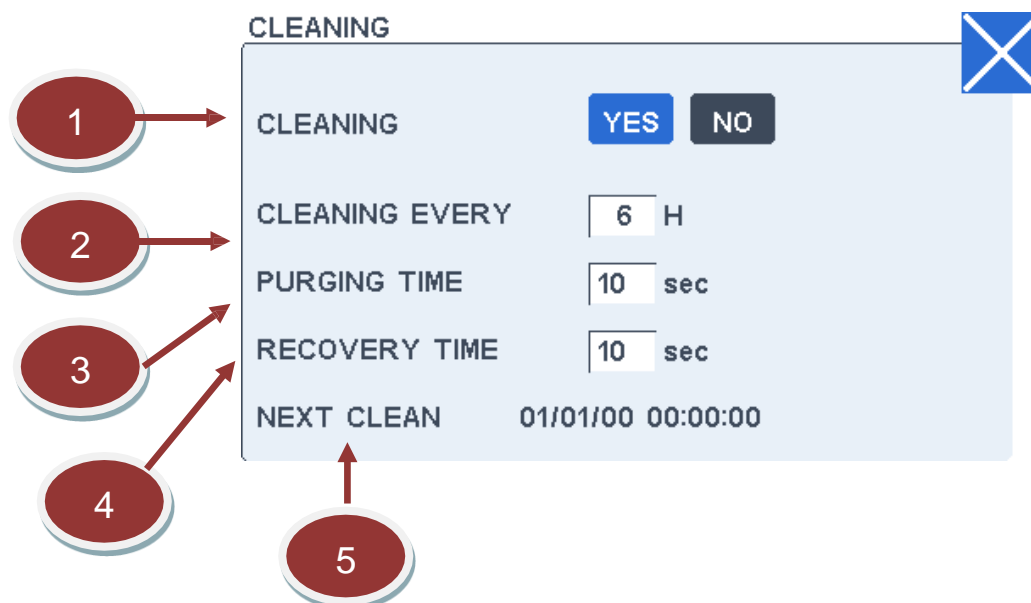 CLEANING
1
CLEANING YES NO
2
CLEANING EVERY 6 H
3
PURGING TIME 10 sec
4
RECOVERY TIME 10 sec
NEXT CLEAN 01/01/00 00:00:00
5